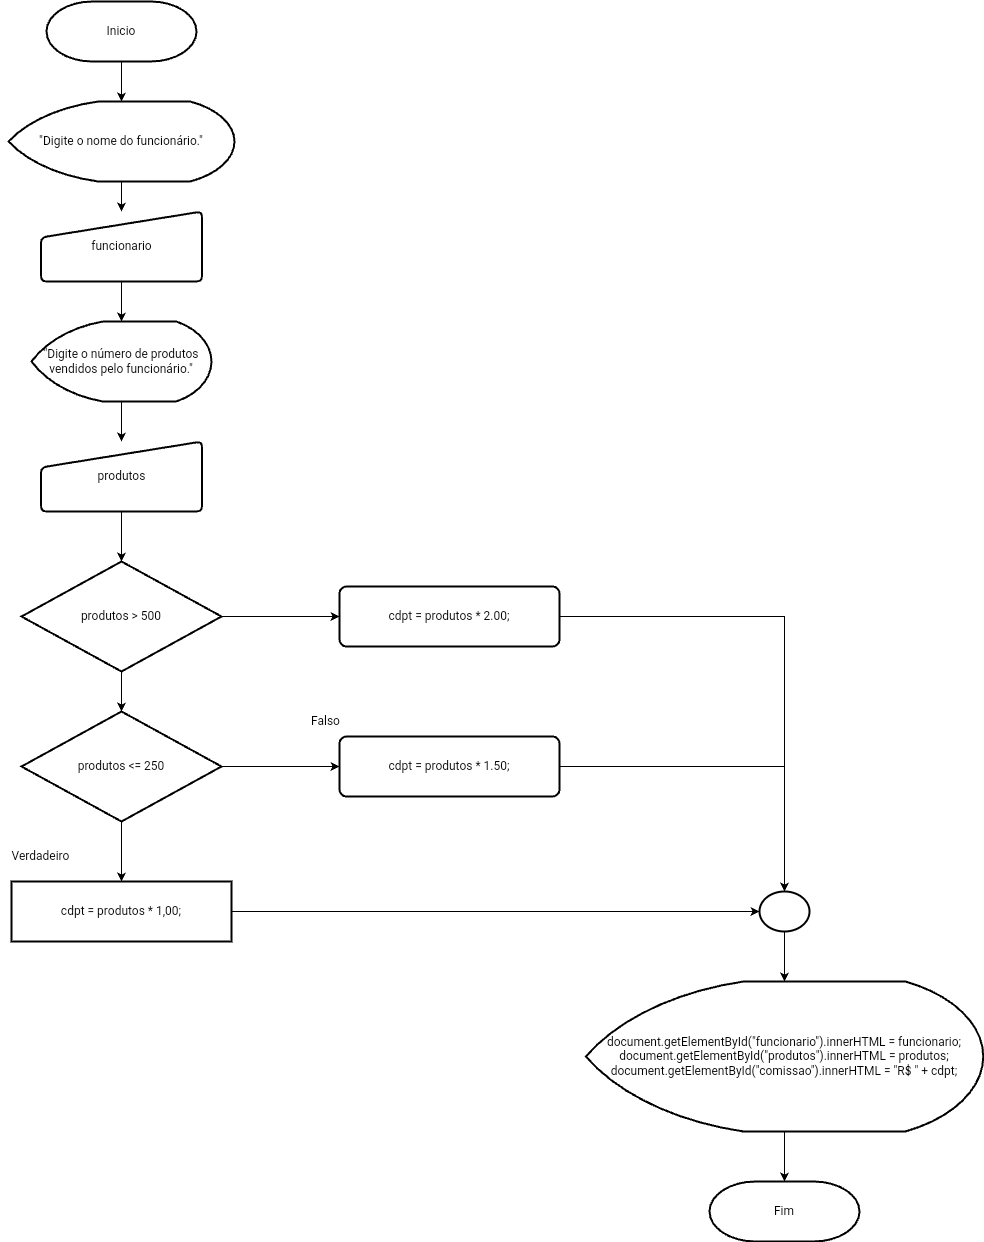 Inicio
"Digite o nome do funcionário."
funcionario
"Digite o número de produtos
vendidos pelo funcionário."
produtos
produtos > 500
cdpt = produtos * 2.00;
Falso
produtos <= 250
cdpt = produtos * 1.50;
Verdadeiro
cdpt = produtos * 1,00;
document.getElementById("funcionario").innerHTML = funcionario;
document.getElementById("produtos").innerHTML = produtos;
document.getElementById("comissao").innerHTML = "R$ " + cdpt;
Fim